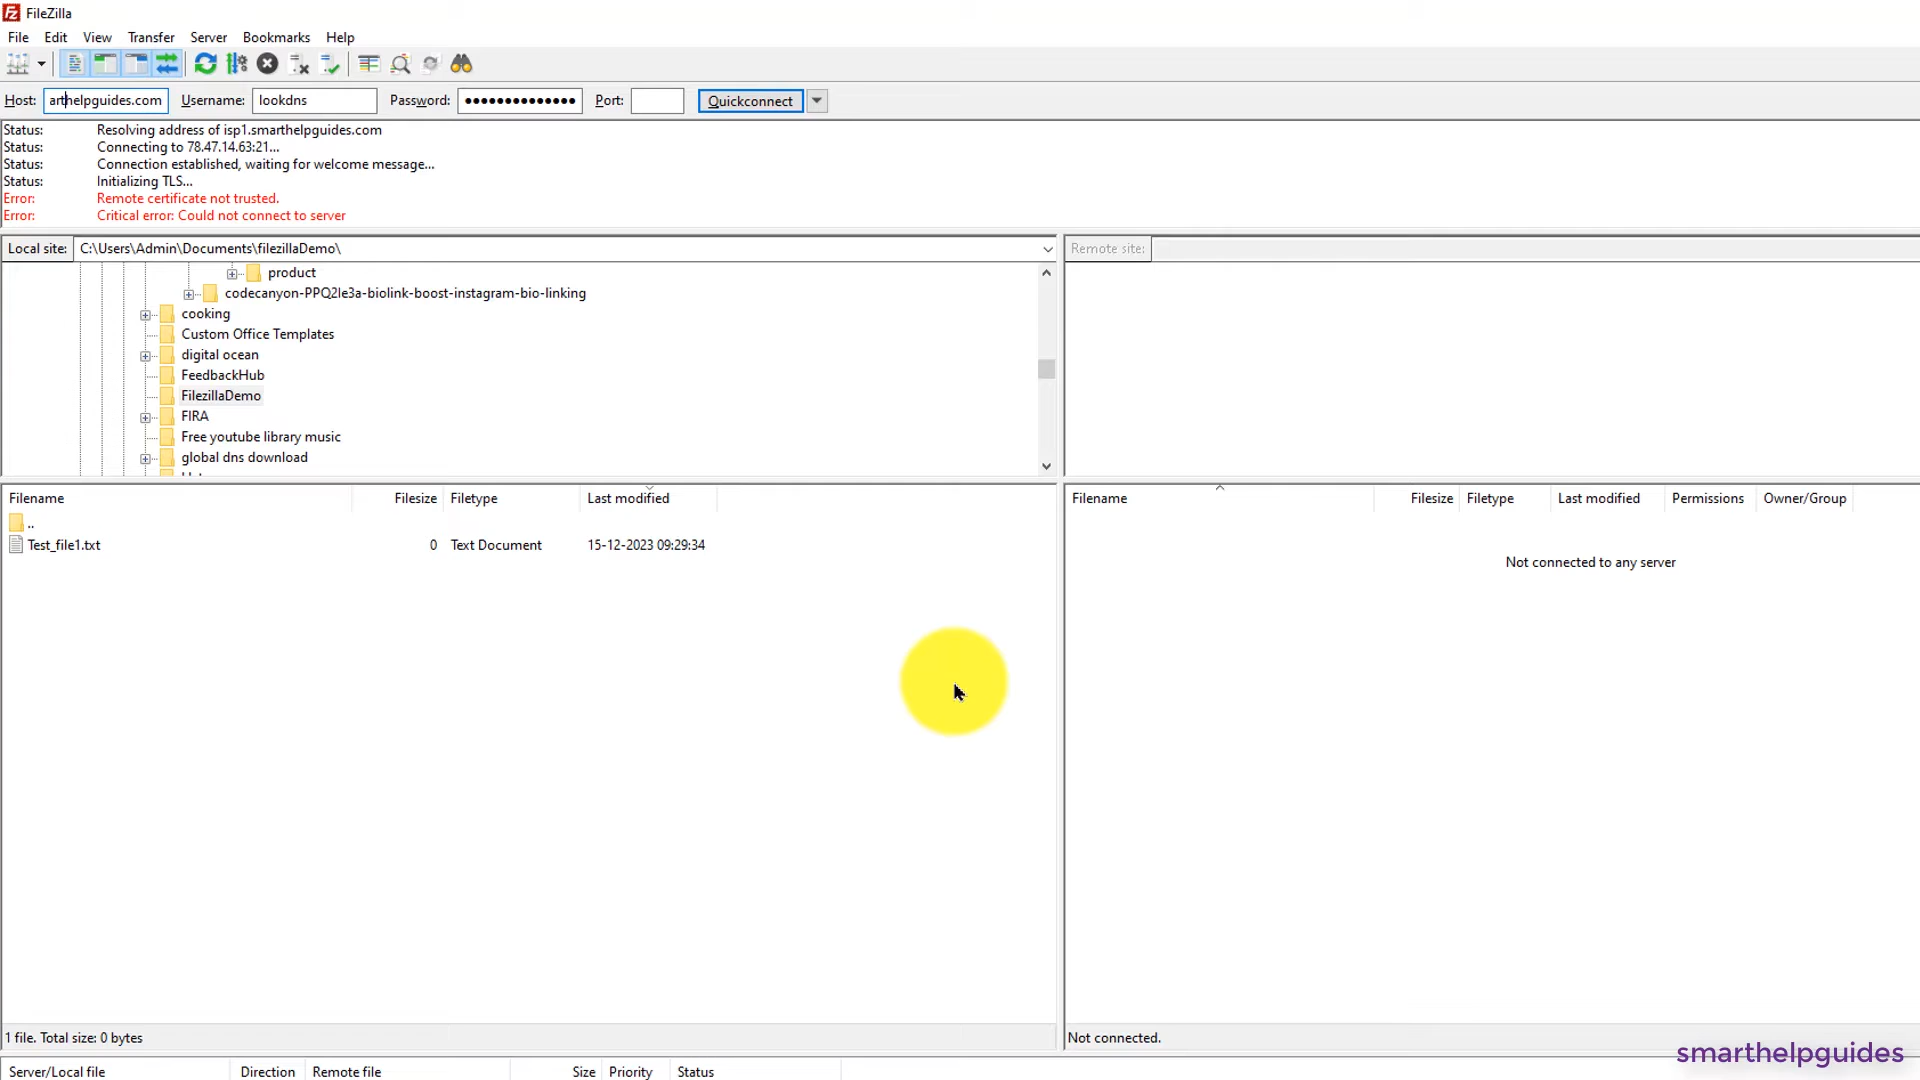 FileZilla
File Edit View Transfer Server Bookmarks Help
Host: arthelpguides.com Username: lookdns Password: ●●●●●●●●●●●●●● Port: Quickconnect
Status: Resolving address of isp1.smarthelpguides.com
Status: Connecting to 78.47.14.63:21...
Status: Connection established, waiting for welcome message...
Status: Initializing TLS...
Error: Remote certificate not trusted.
Error: Critical error: Could not connect to server
Local site: C:\Users\Admin\Documents\filezillaDemo\
Remote site:
product
codecanyon-PPQ2Ie3a-biolink-boost-instagram-bio-linking
cooking
Custom Office Templates
digital ocean
FeedbackHub
FilezillaDemo
FIRA
Free youtube library music
global dns download
Filename Filesize Filetype Last modified
..
Test_file1.txt 0 Text Document 15-12-2023 09:29:34
1 file. Total size: 0 bytes
Filename Filesize Filetype Last modified Permissions Owner/Group
Not connected to any server
Not connected.
smarthelpguides
Server/Local file Direction Remote file Size Priority Status